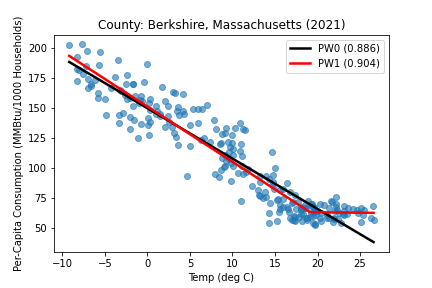 County: Berkshire, Massachusetts (2021)
Per-Capita Consumption (MMBtu/1000 Households)
200
175
150
125
100
75
50
PW0 (0.886)
PW1 (0.904)
−10 −5 0 5 10 15 20 25
Temp (deg C)